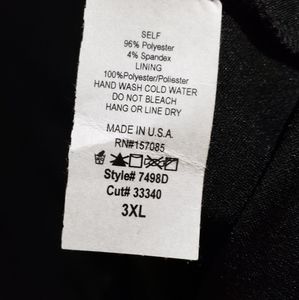 SELF
96% Polyester
4% Spandex
LINING
100%Polyester/Poliester
HAND WASH COLD WATER
DO NOT BLEACH
HANG OR LINE DRY
MADE IN U.S.A.
RN#157085
Style# 7498D
Cut# 33340
3XL